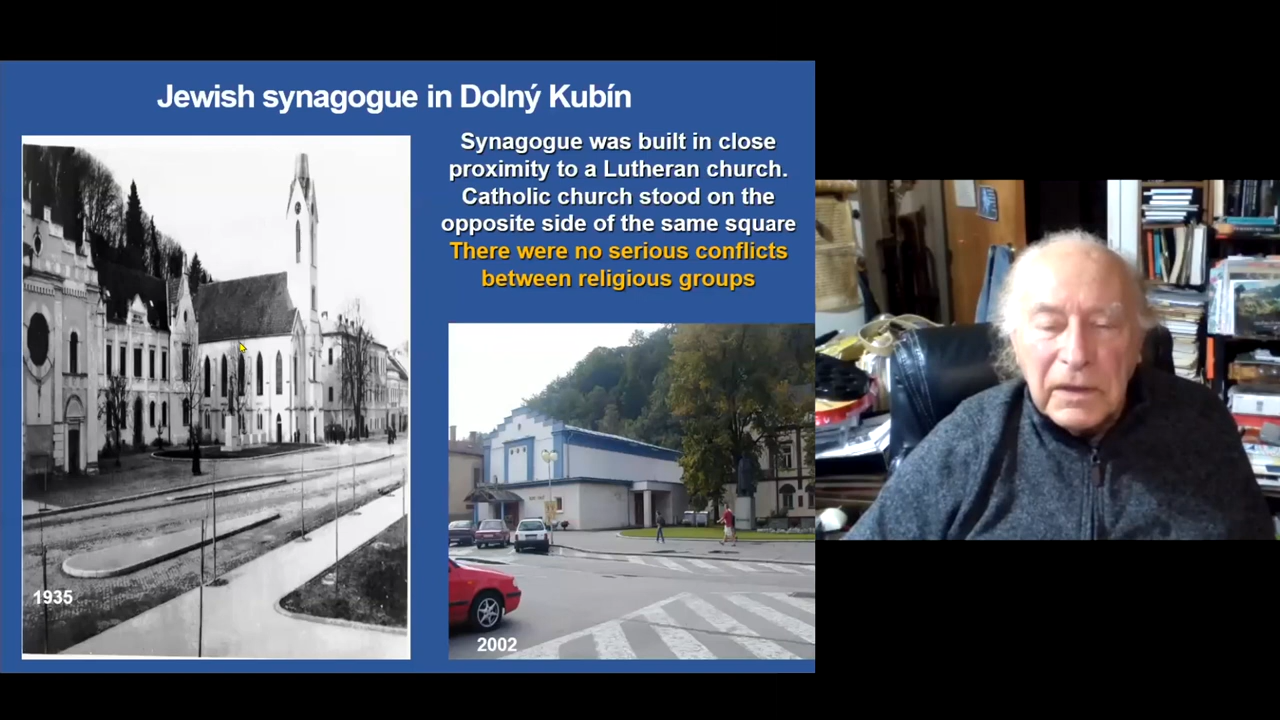 Jewish synagogue in Dolný Kubín
Synagogue was built in close
proximity to a Lutheran church.
Catholic church stood on the
opposite side of the same square
There were no serious conflicts
between religious groups
1935
2002